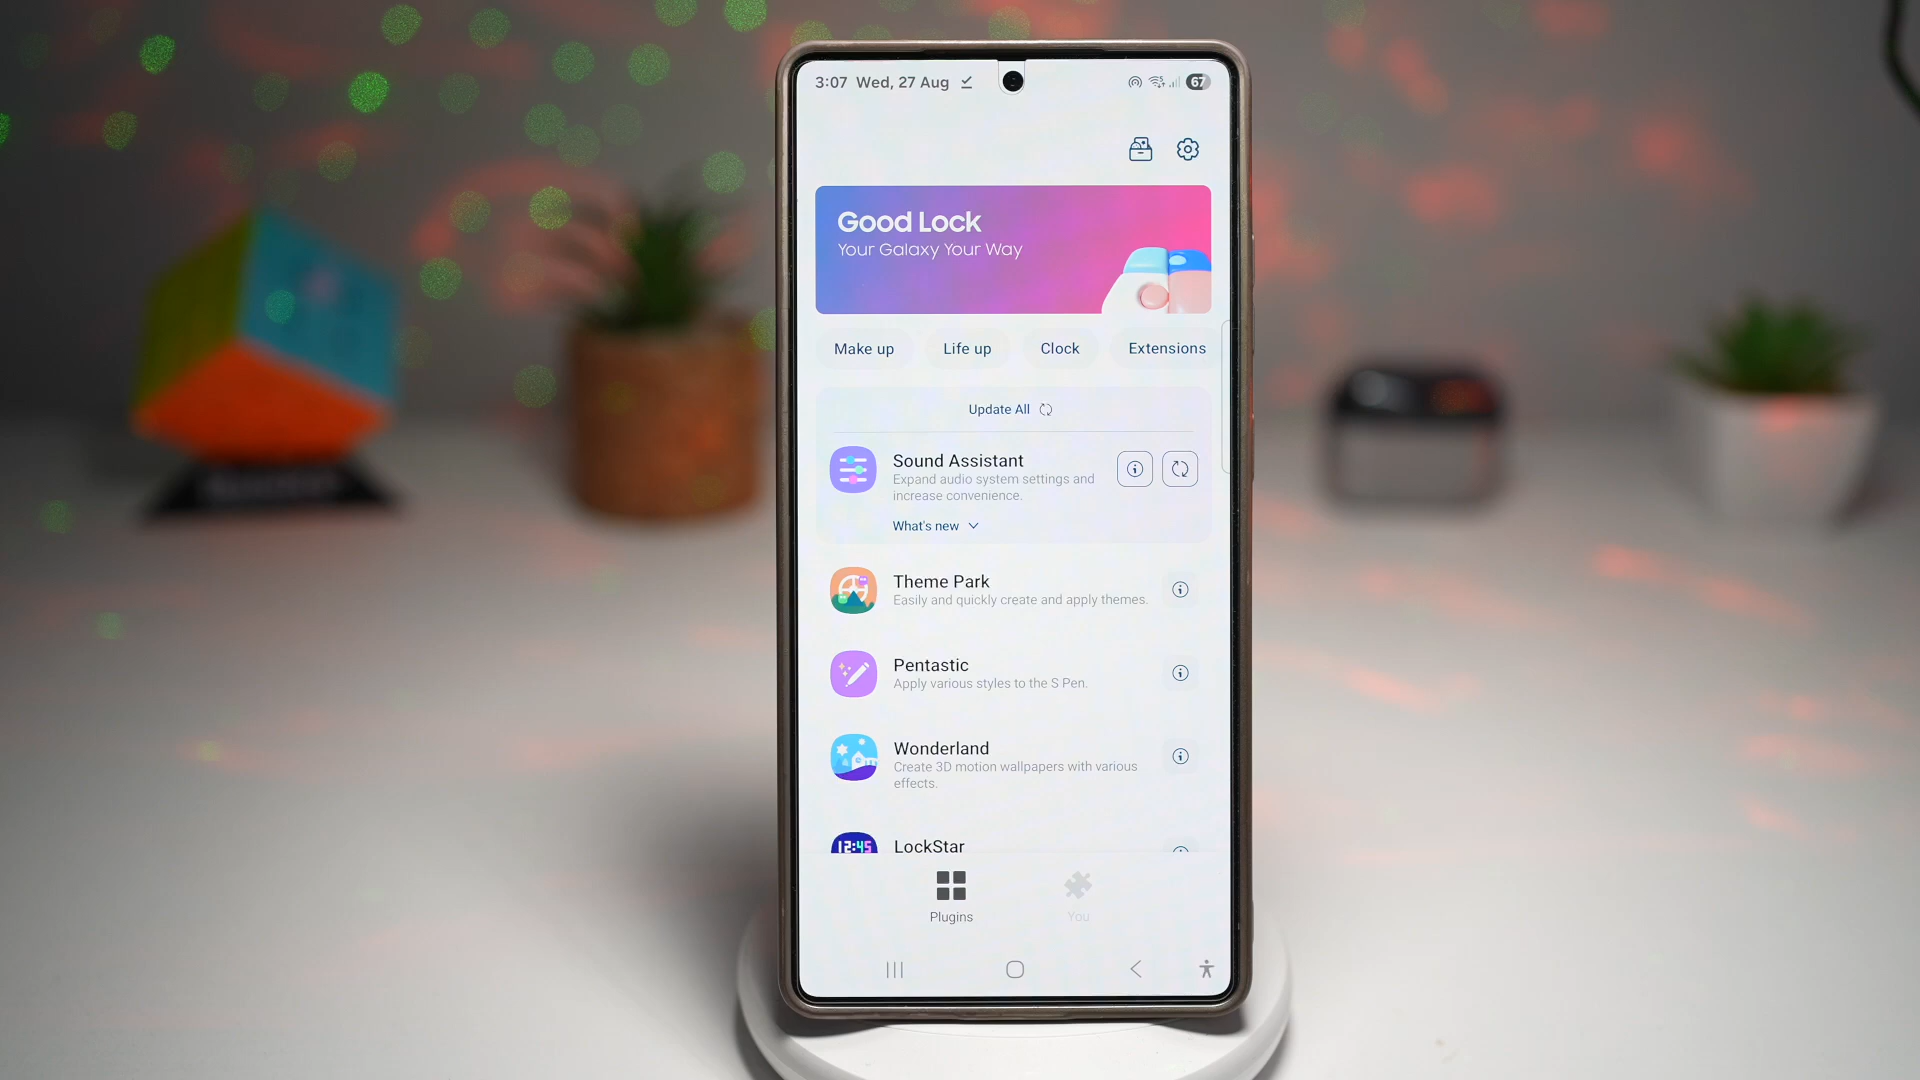 3:07 Wed, 27 Aug
67
Good Lock
Your Galaxy Your Way
Make up
Life up
Clock
Extensions
Update All
Sound Assistant
Expand audio system settings and
increase convenience.
What's new
Theme Park
Easily and quickly create and apply themes.
Pentastic
Apply various styles to the S Pen.
Wonderland
Create 3D motion wallpapers with various
effects.
12:45
LockStar
Plugins
You